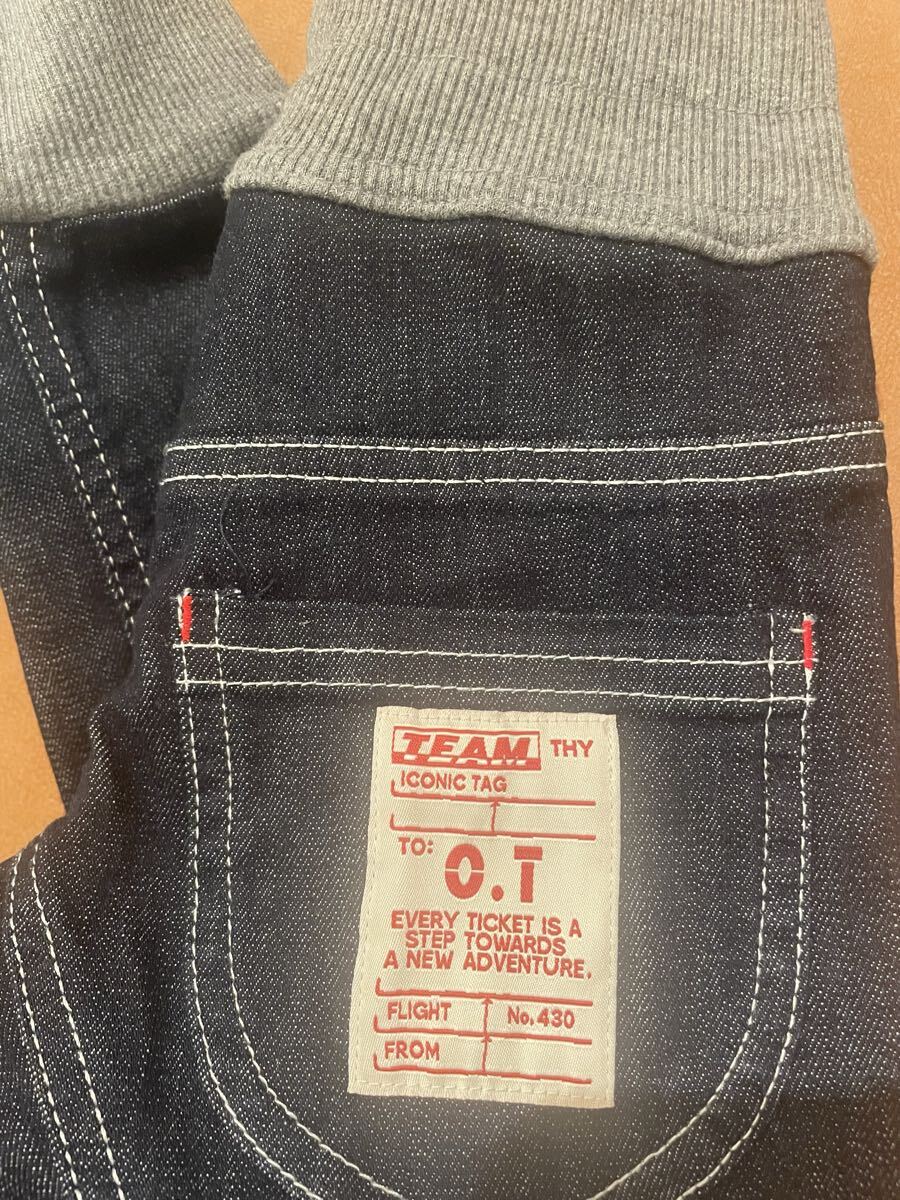 TEAM THY
ICONIC TAG
TO: O.T
EVERY TICKET IS A
STEP TOWARDS
A NEW ADVENTURE.
FLIGHT No.430
FROM